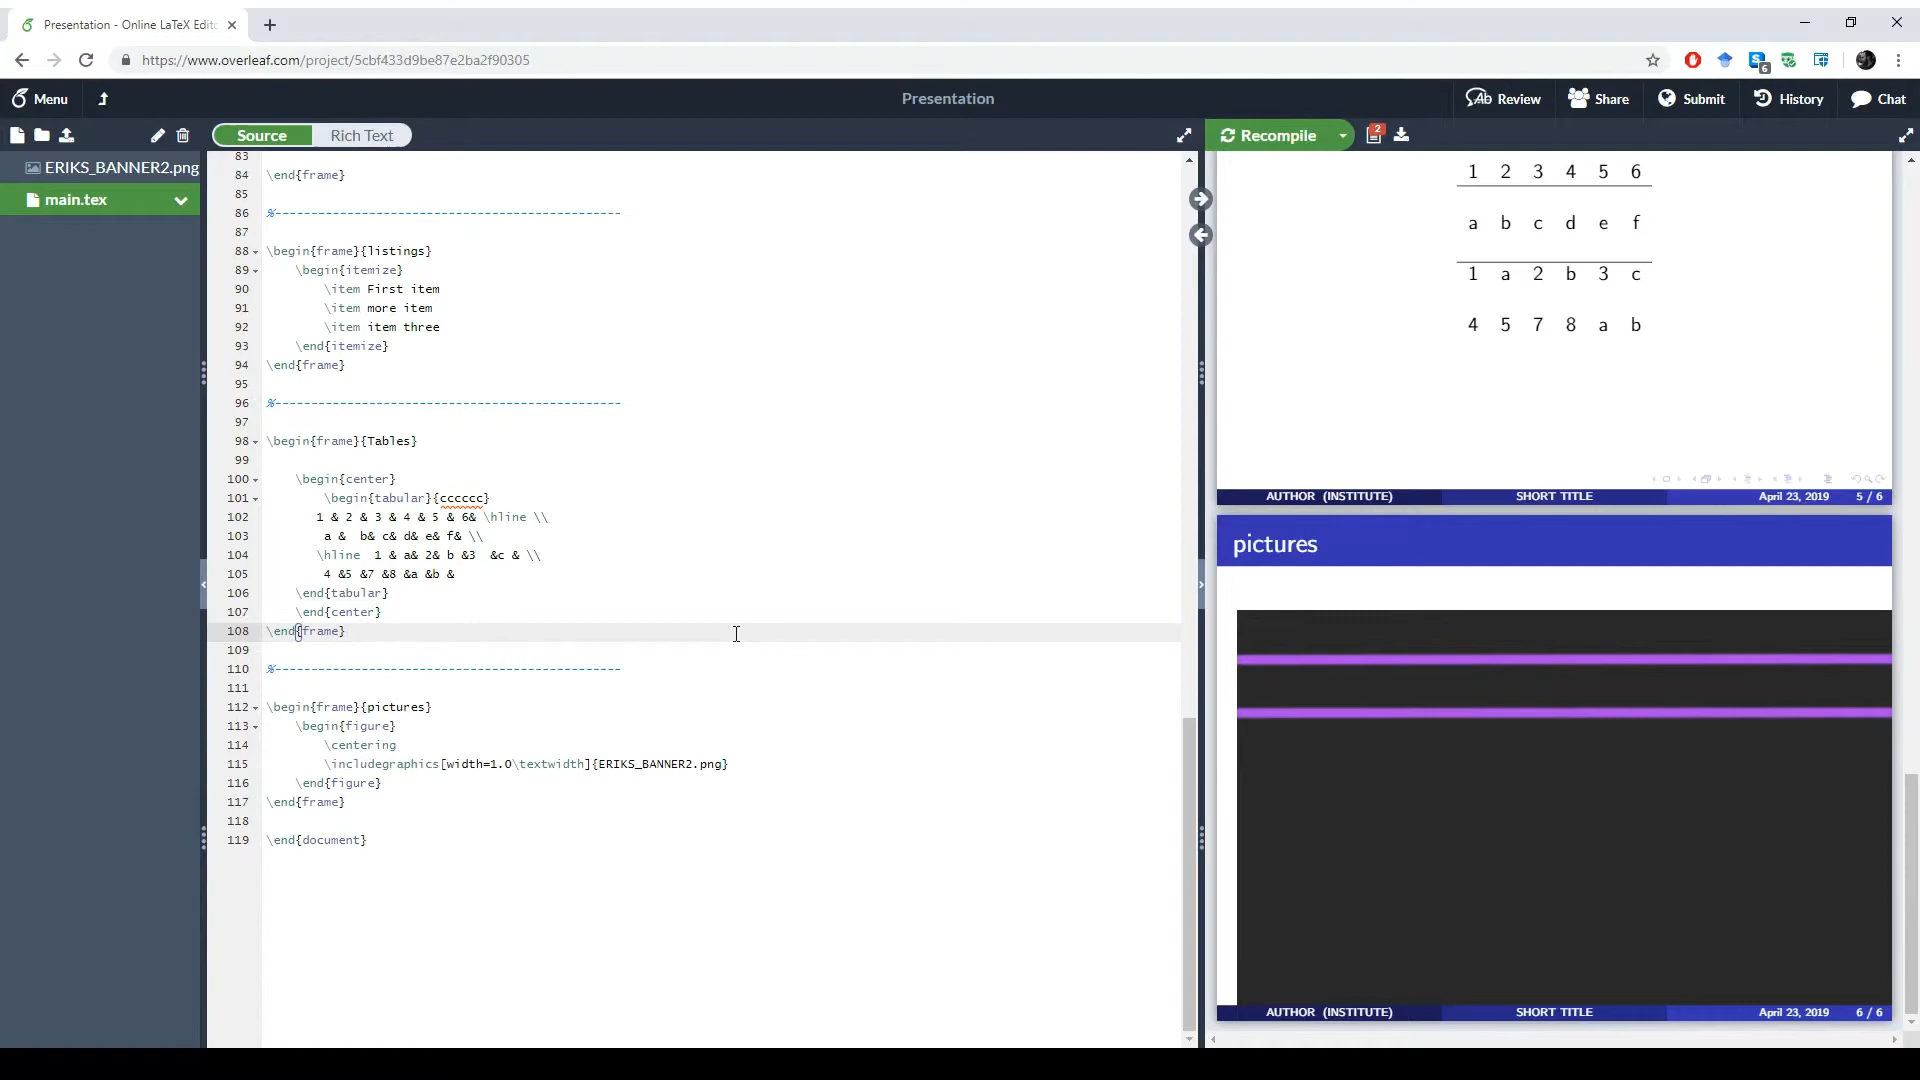 Presentation - Online LaTeX Edito
https://www.overleaf.com/project/5cbf433d9be87e2ba2f90305
6
Menu
Presentation
Review
Share
Submit
History
Chat
Source
Rich Text
Recompile
2
ERIKS_BANNER2.png
main.tex
83
84 \end{frame}
85
86 %------------------------------------------------
87
88 \begin{frame}{listings}
89 \begin{itemize}
90 \item First item
91 \item more item
92 \item item three
93 \end{itemize}
94 \end{frame}
95
96 %------------------------------------------------
97
98 \begin{frame}{Tables}
99
100 \begin{center}
101 \begin{tabular}{cccccc}
102 1 & 2 & 3 & 4 & 5 & 6& \hline \\
103 a &  b& c& d& e& f& \\
104 \hline  1 & a& 2& b &3  &c & \\
105 4 &5 &7 &8 &a &b &
106 \end{tabular}
107 \end{center}
108 \end{frame}
109
110 %------------------------------------------------
111
112 \begin{frame}{pictures}
113 \begin{figure}
114 \centering
115 \includegraphics[width=1.0\textwidth]{ERIKS_BANNER2.png}
116 \end{figure}
117 \end{frame}
118
119 \end{document}
1 2 3 4 5 6
a b c d e f
1 a 2 b 3 c
4 5 7 8 a b
AUTHOR (INSTITUTE) SHORT TITLE April 23, 2019 5 / 6
pictures
AUTHOR (INSTITUTE) SHORT TITLE April 23, 2019 6 / 6